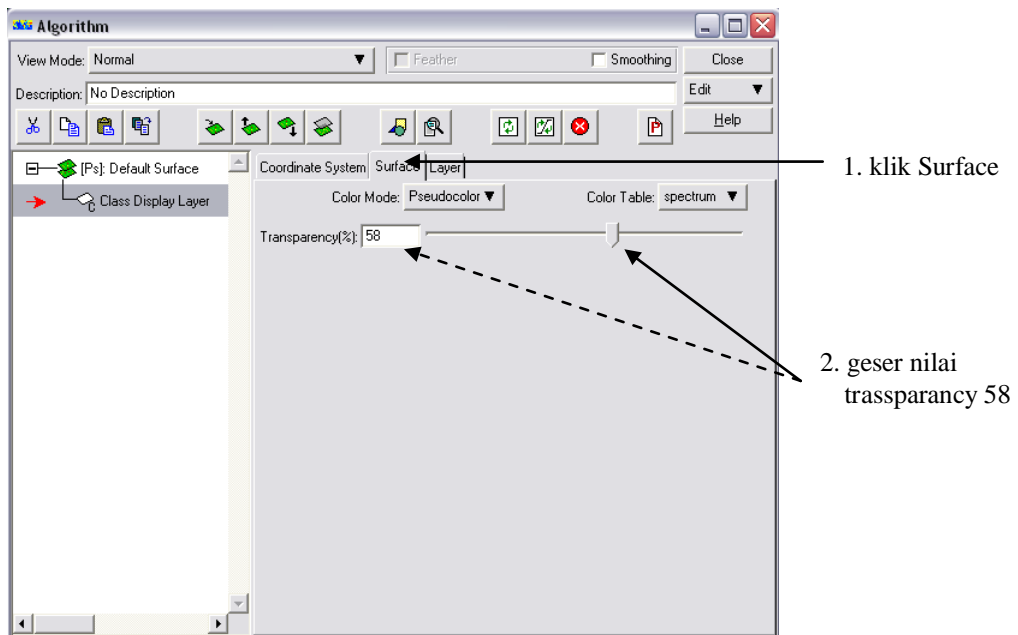 Algorithm
View Mode: Normal Feather Smoothing Close
Description: No Description Edit
Help
[Ps]: Default Surface
Class Display Layer
Coordinate System Surface Layer
Color Mode: Pseudocolor Color Table: spectrum
Transparency(%): 58
1. klik Surface
2. geser nilai
trassparancy 58